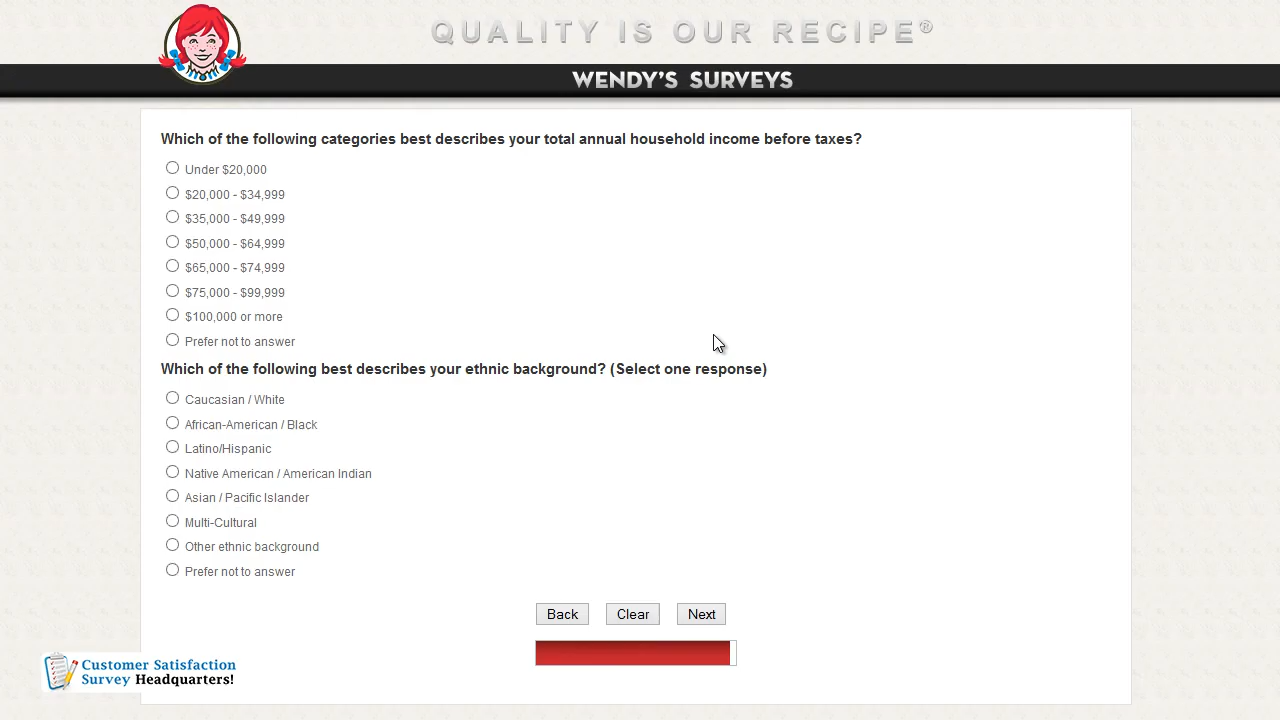 QUALITY IS OUR RECIPE®
WENDY'S SURVEYS
Which of the following categories best describes your total annual household income before taxes?
Under $20,000
$20,000 - $34,999
$35,000 - $49,999
$50,000 - $64,999
$65,000 - $74,999
$75,000 - $99,999
$100,000 or more
Prefer not to answer
Which of the following best describes your ethnic background? (Select one response)
Caucasian / White
African-American / Black
Latino/Hispanic
Native American / American Indian
Asian / Pacific Islander
Multi-Cultural
Other ethnic background
Prefer not to answer
Back Clear Next
Customer Satisfaction
Survey Headquarters!